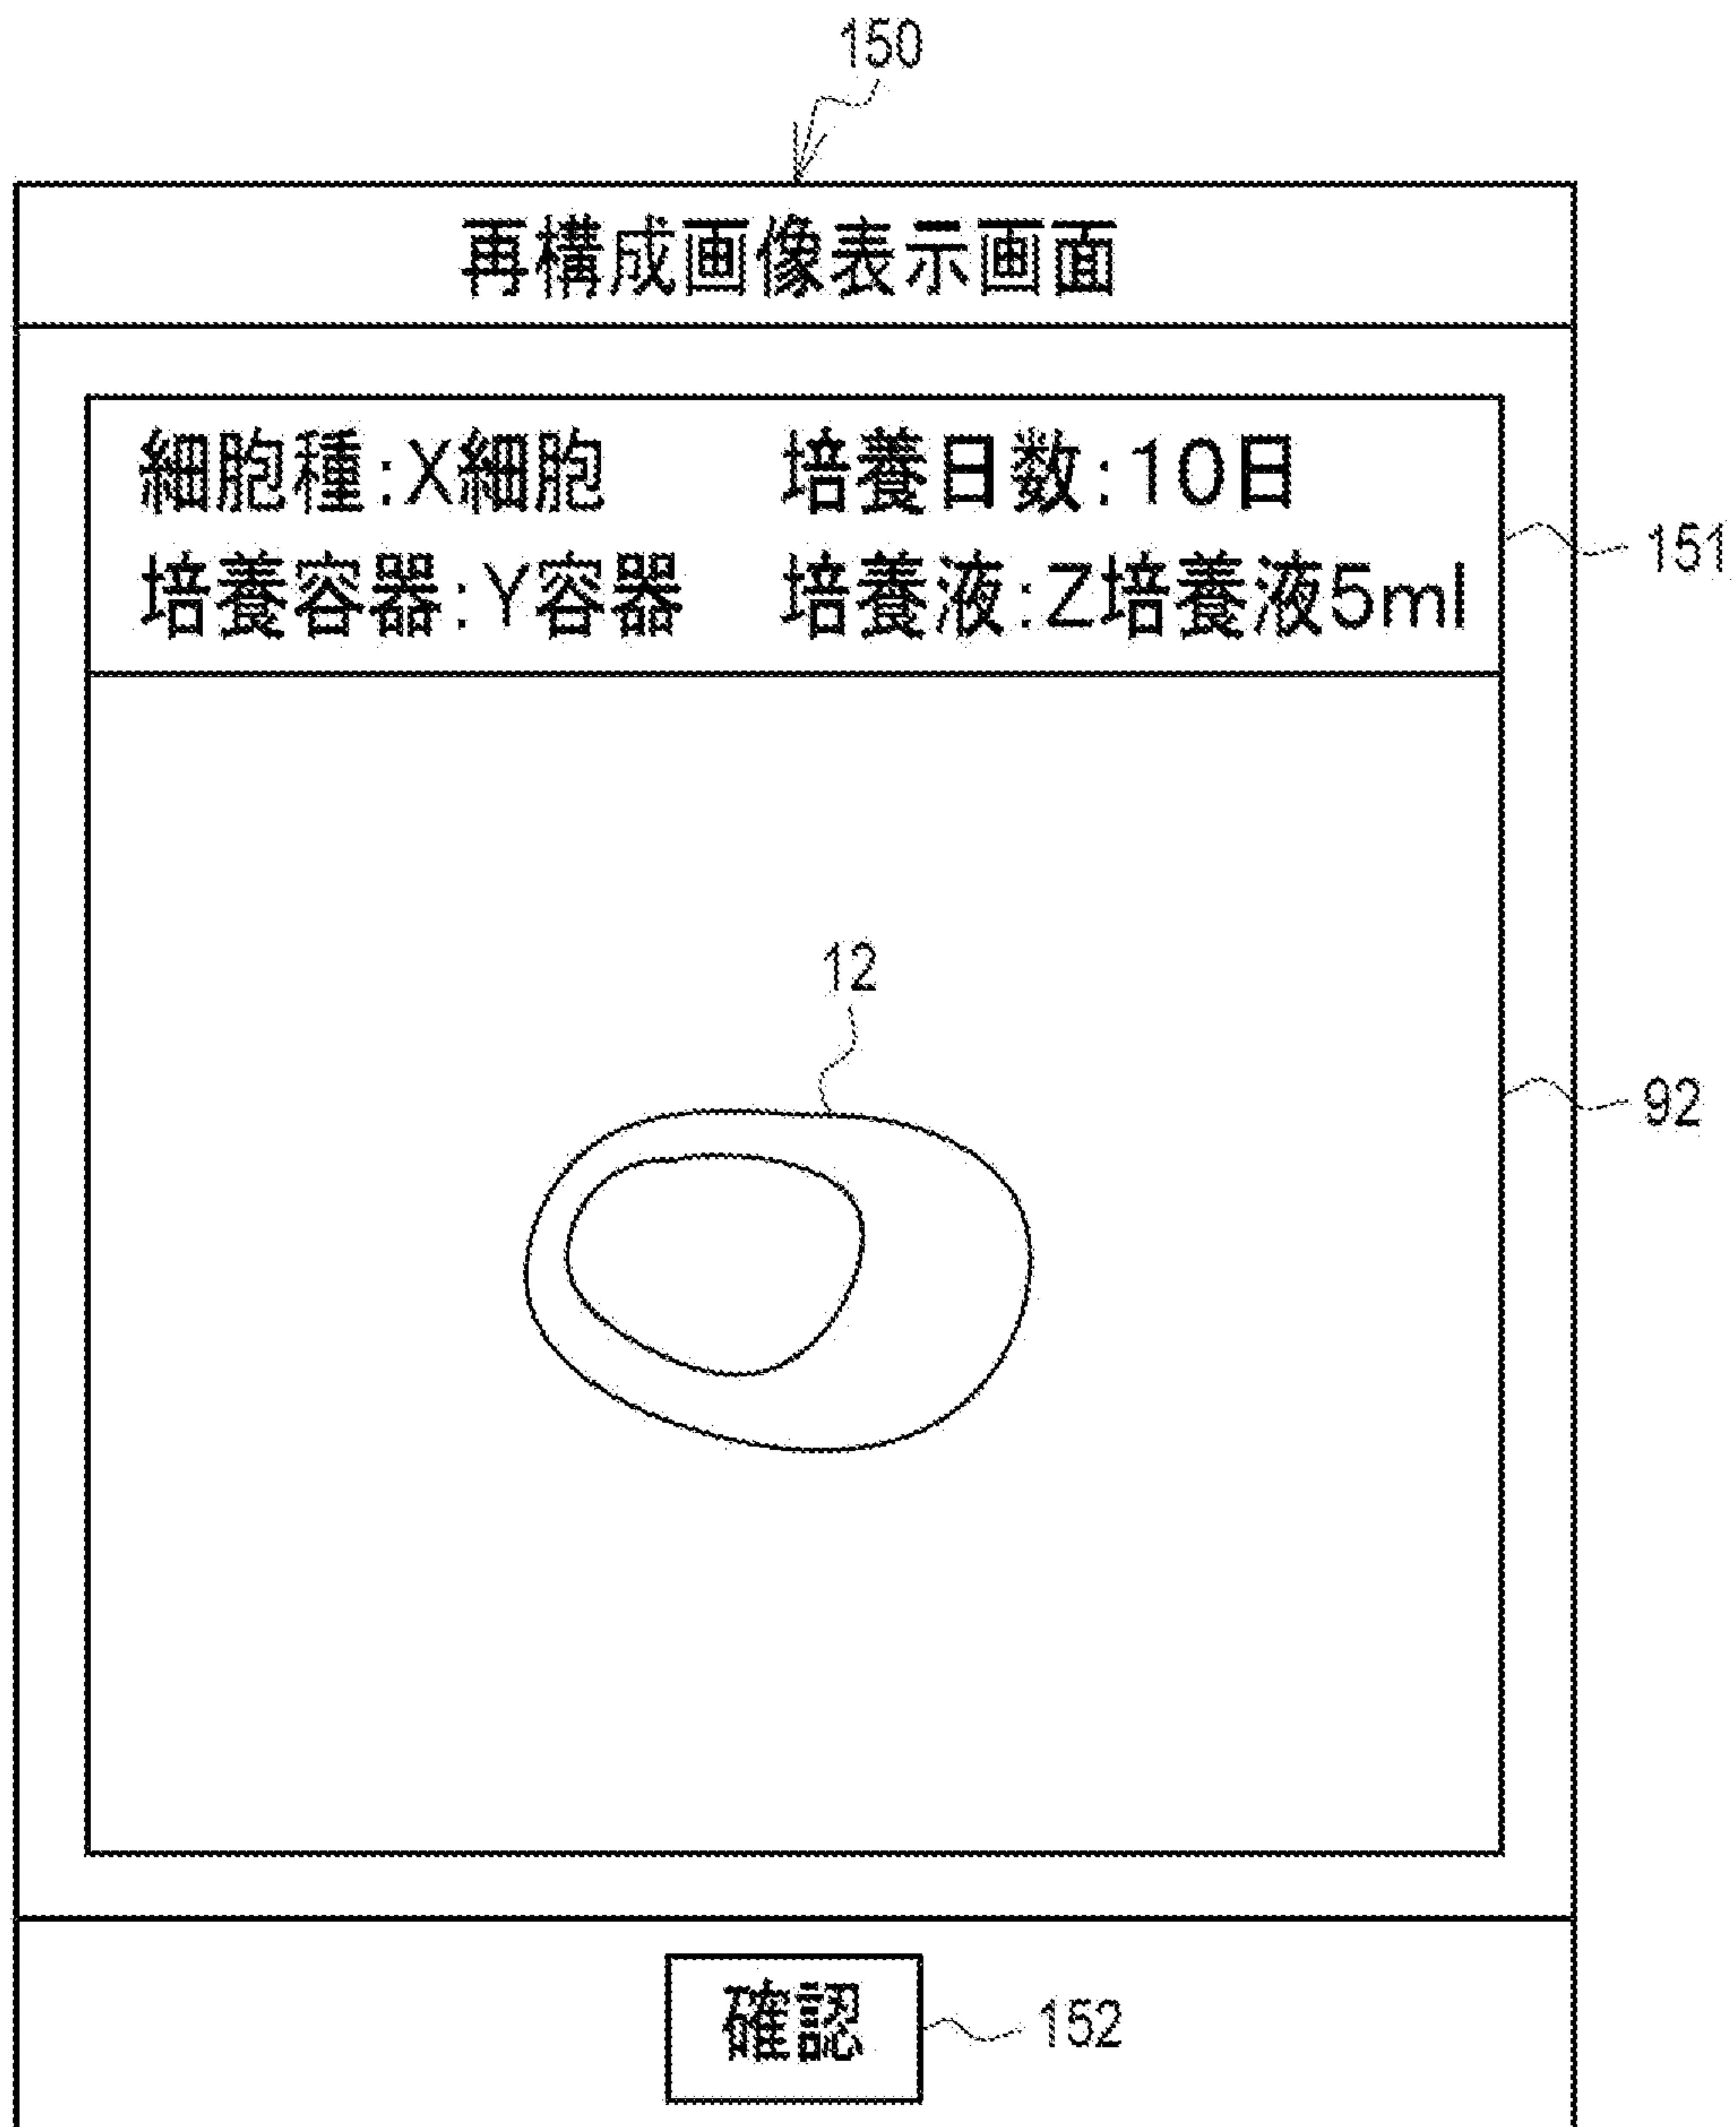 150
再構成画像表示画面
細胞種:X細胞 培養日数:10日
151
培養容器:Y容器 培養液:Z培養液5ml
12
92
確認
152